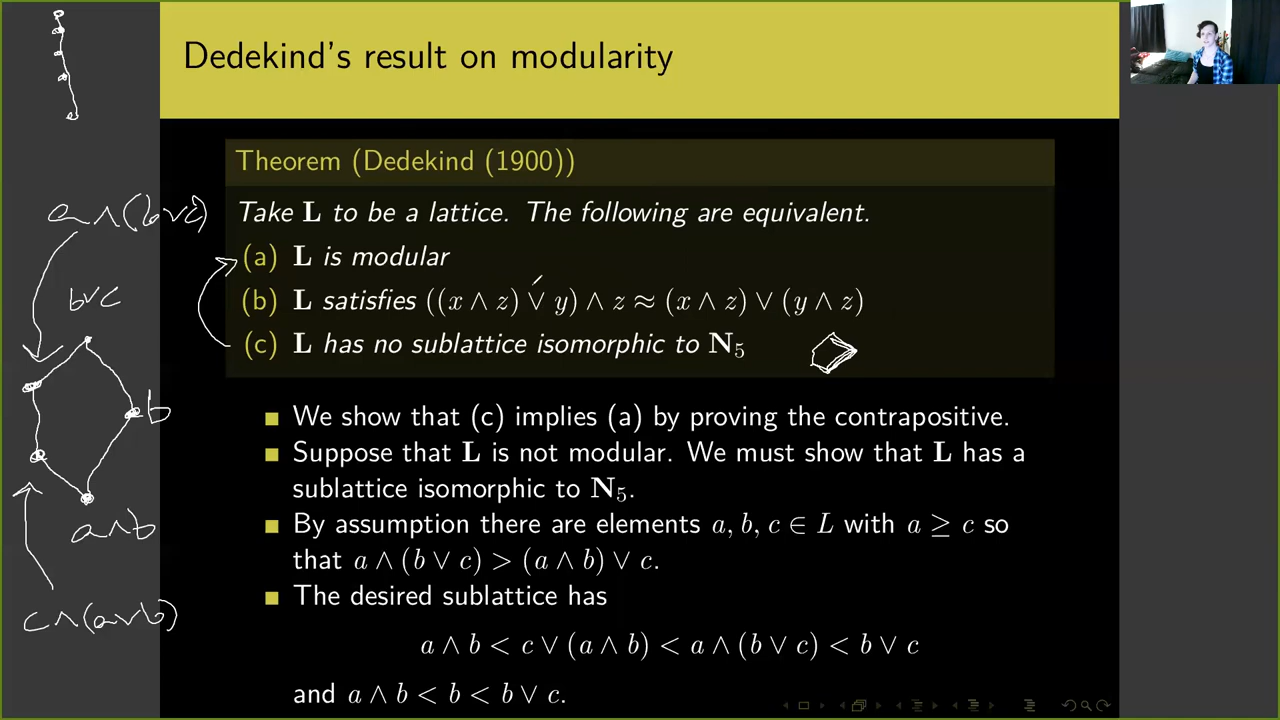 Dedekind's result on modularity
Theorem (Dedekind (1900))
Take L to be a lattice. The following are equivalent.
(a) L is modular
(b) L satisfies ((x ∧ z) ∨ y) ∧ z ≈ (x ∧ z) ∨ (y ∧ z)
(c) L has no sublattice isomorphic to N₅
We show that (c) implies (a) by proving the contrapositive.
Suppose that L is not modular. We must show that L has a
sublattice isomorphic to N₅.
By assumption there are elements a, b, c ∈ L with a ≥ c so
that a ∧ (b ∨ c) > (a ∧ b) ∨ c.
The desired sublattice has
a ∧ b < c ∨ (a ∧ b) < a ∧ (b ∨ c) < b ∨ c
and a ∧ b < b < b ∨ c.
a ∧ (b ∨ c)
b ∨ c
b
a ∧ b
c ∧ (a ∨ b)